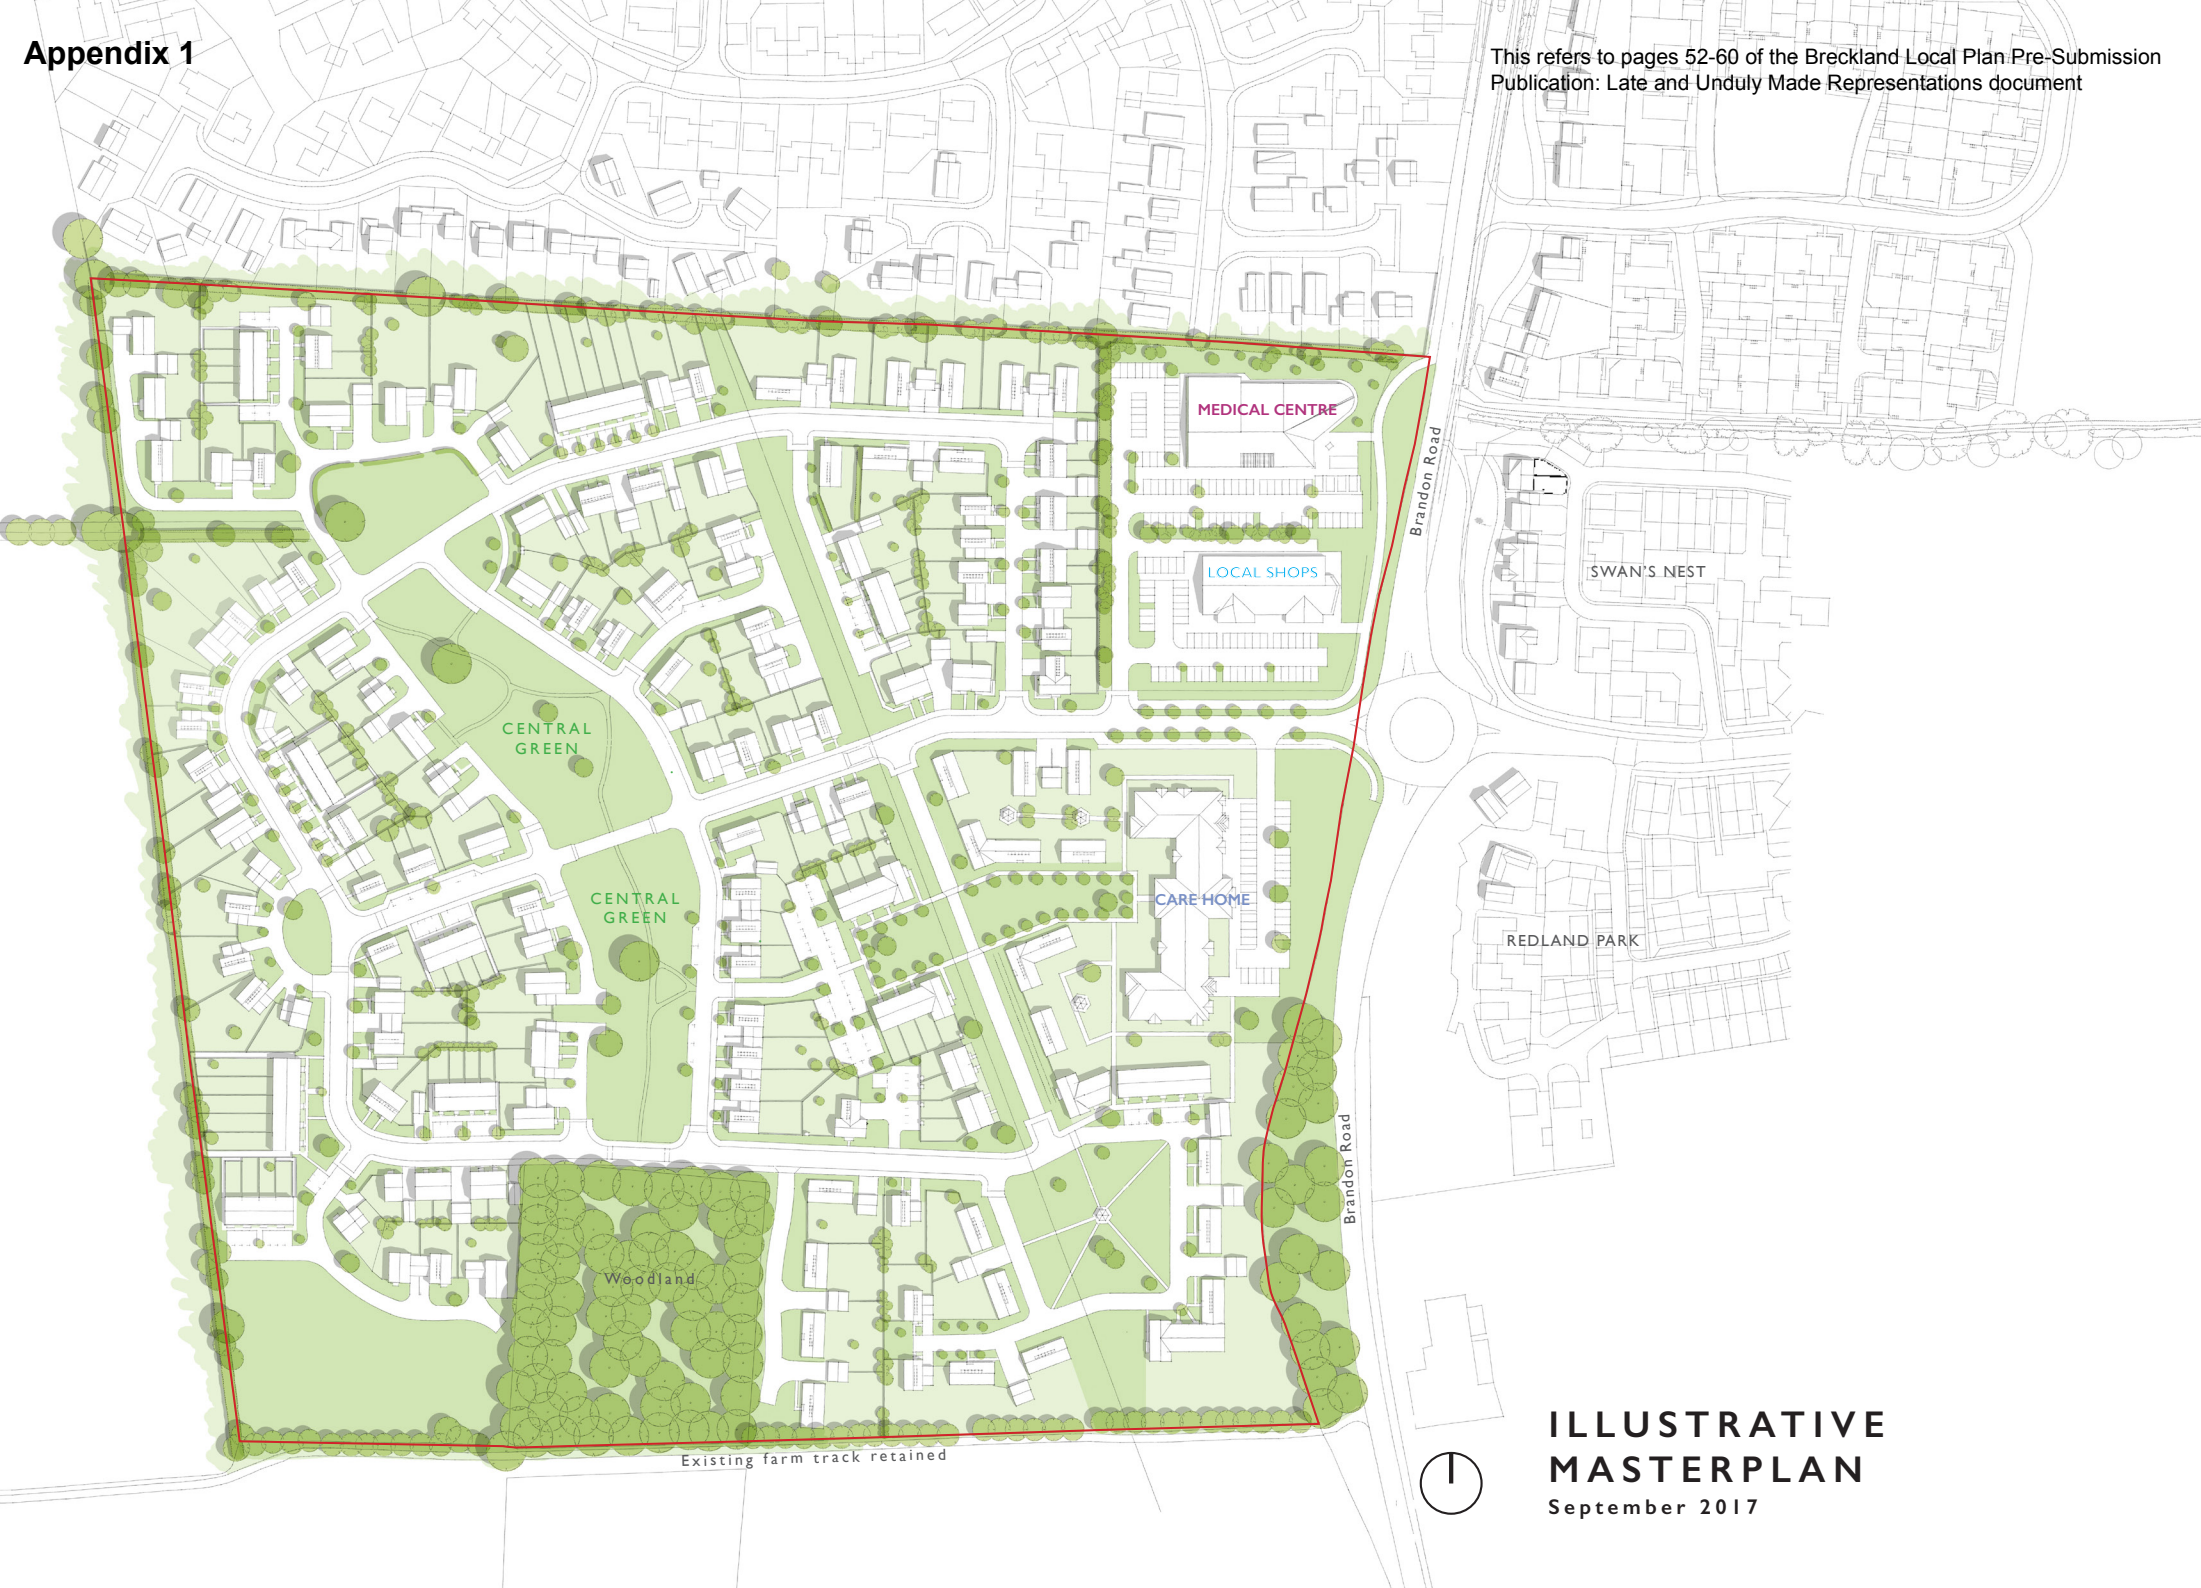 Appendix 1
This refers to pages 52-60 of the Breckland Local Plan Pre-Submission
Publication: Late and Unduly Made Representations document
MEDICAL CENTRE
Brandon Road
LOCAL SHOPS
SWAN'S NEST
CENTRAL
GREEN
CENTRAL
GREEN
CARE HOME
REDLAND PARK
Brandon Road
Woodland
Existing farm track retained
ILLUSTRATIVE
MASTERPLAN
September 2017